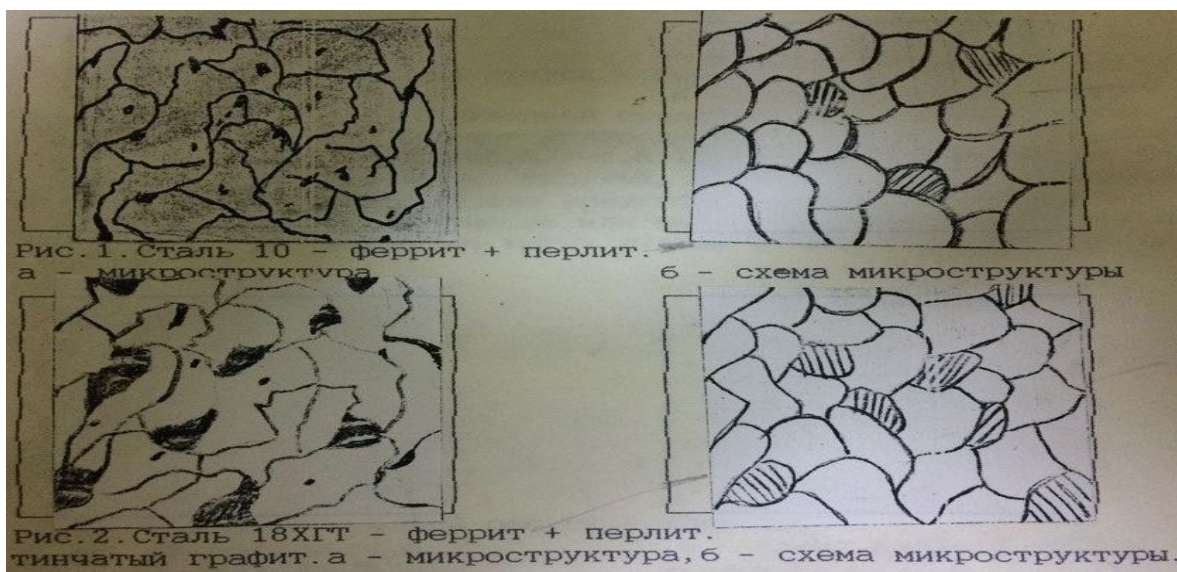 Рис.1.Сталь 10 - феррит + перлит.
а - микроструктура
б - схема микроструктуры
Рис.2.Сталь 18ХГТ - феррит + перлит.
тинчатый графит.а - микроструктура,б - схема микроструктуры.